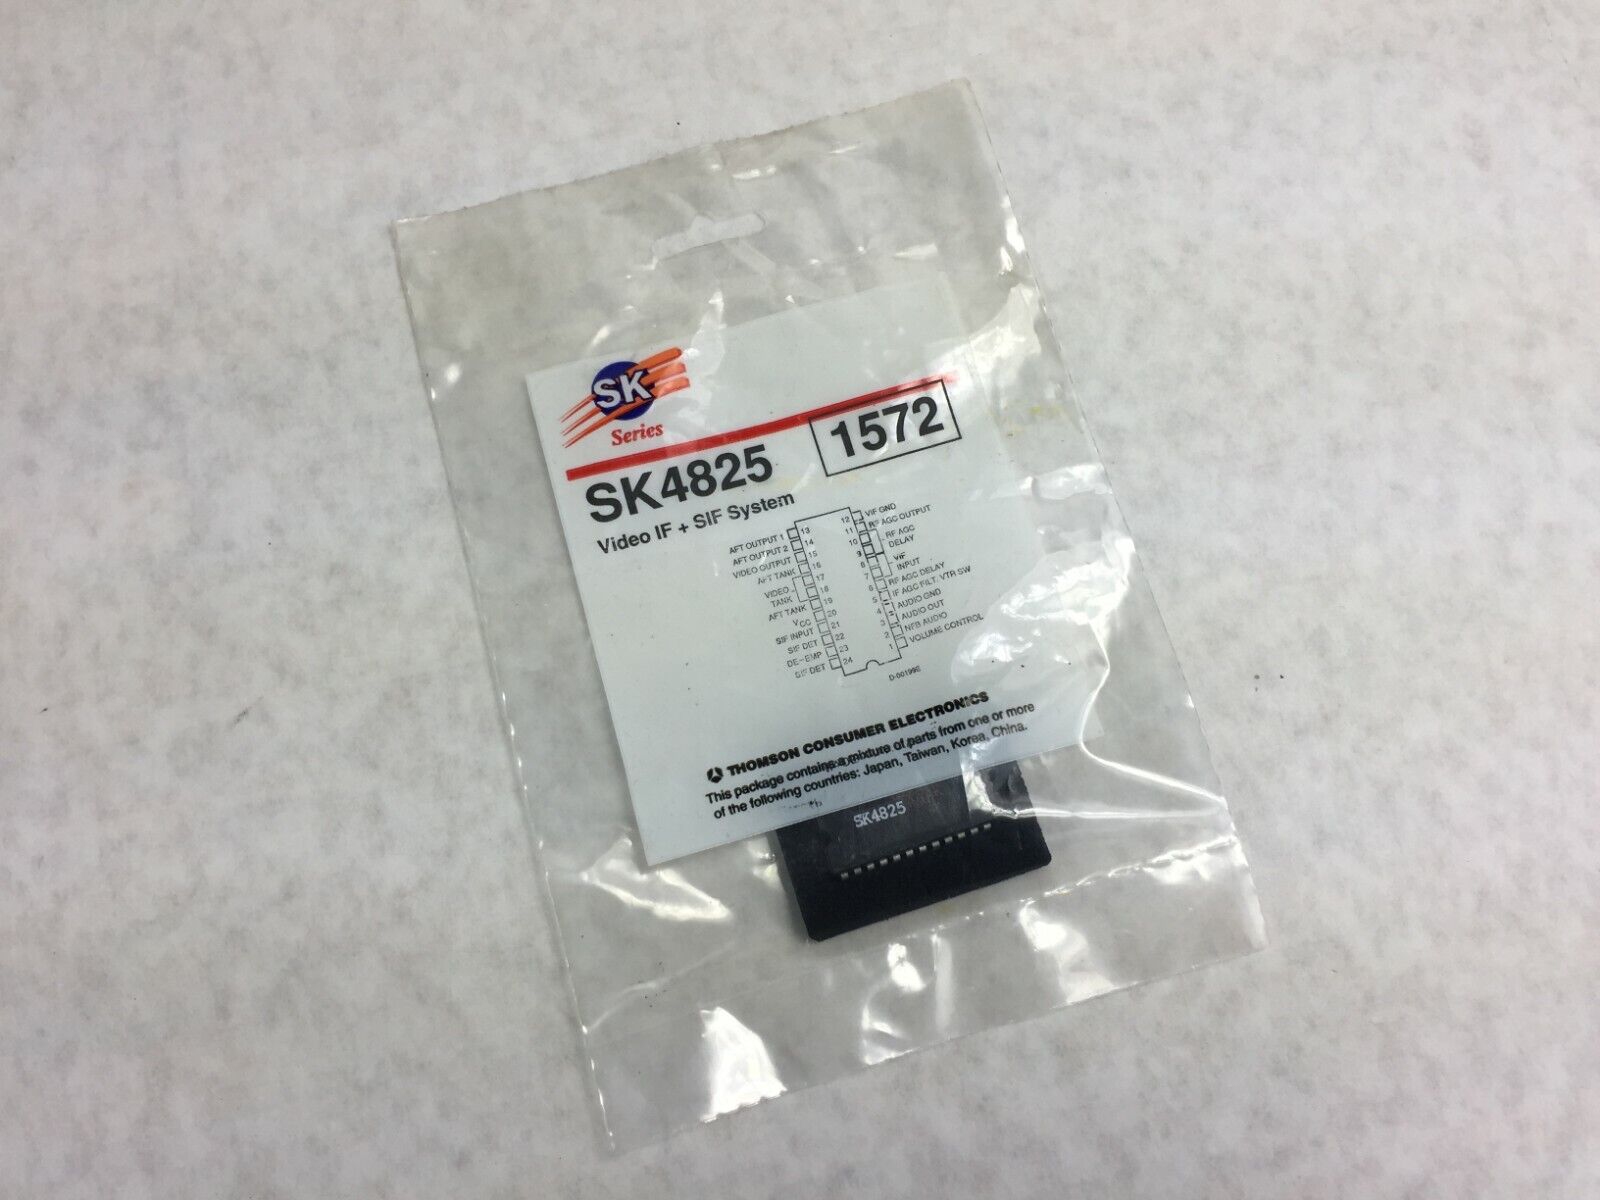 SK
Series
SK4825
1572
Video IF + SIF System
AFT OUTPUT 1 13
AFT OUTPUT 2 14
VIDEO OUTPUT 15
AFT TANK 16
VIDEO TANK 17
18
AFT TANK 19
VCC 20
SIF INPUT 21
SIF DET 22
DE-EMP 23
SIF DET 24
12 VIF GND
11 RF AGC OUTPUT
10 RF AGC DELAY
9
8 VIF INPUT
7 RF AGC DELAY
6 IF AGC FILT. VTR SW
5 AUDIO GND
4 AUDIO OUT
3 NFB AUDIO
2 VOLUME CONTROL
1
THOMSON CONSUMER ELECTRONICS
This package contains a mixture of parts from one or more
of the following countries: Japan, Taiwan, Korea, China.
SK4825